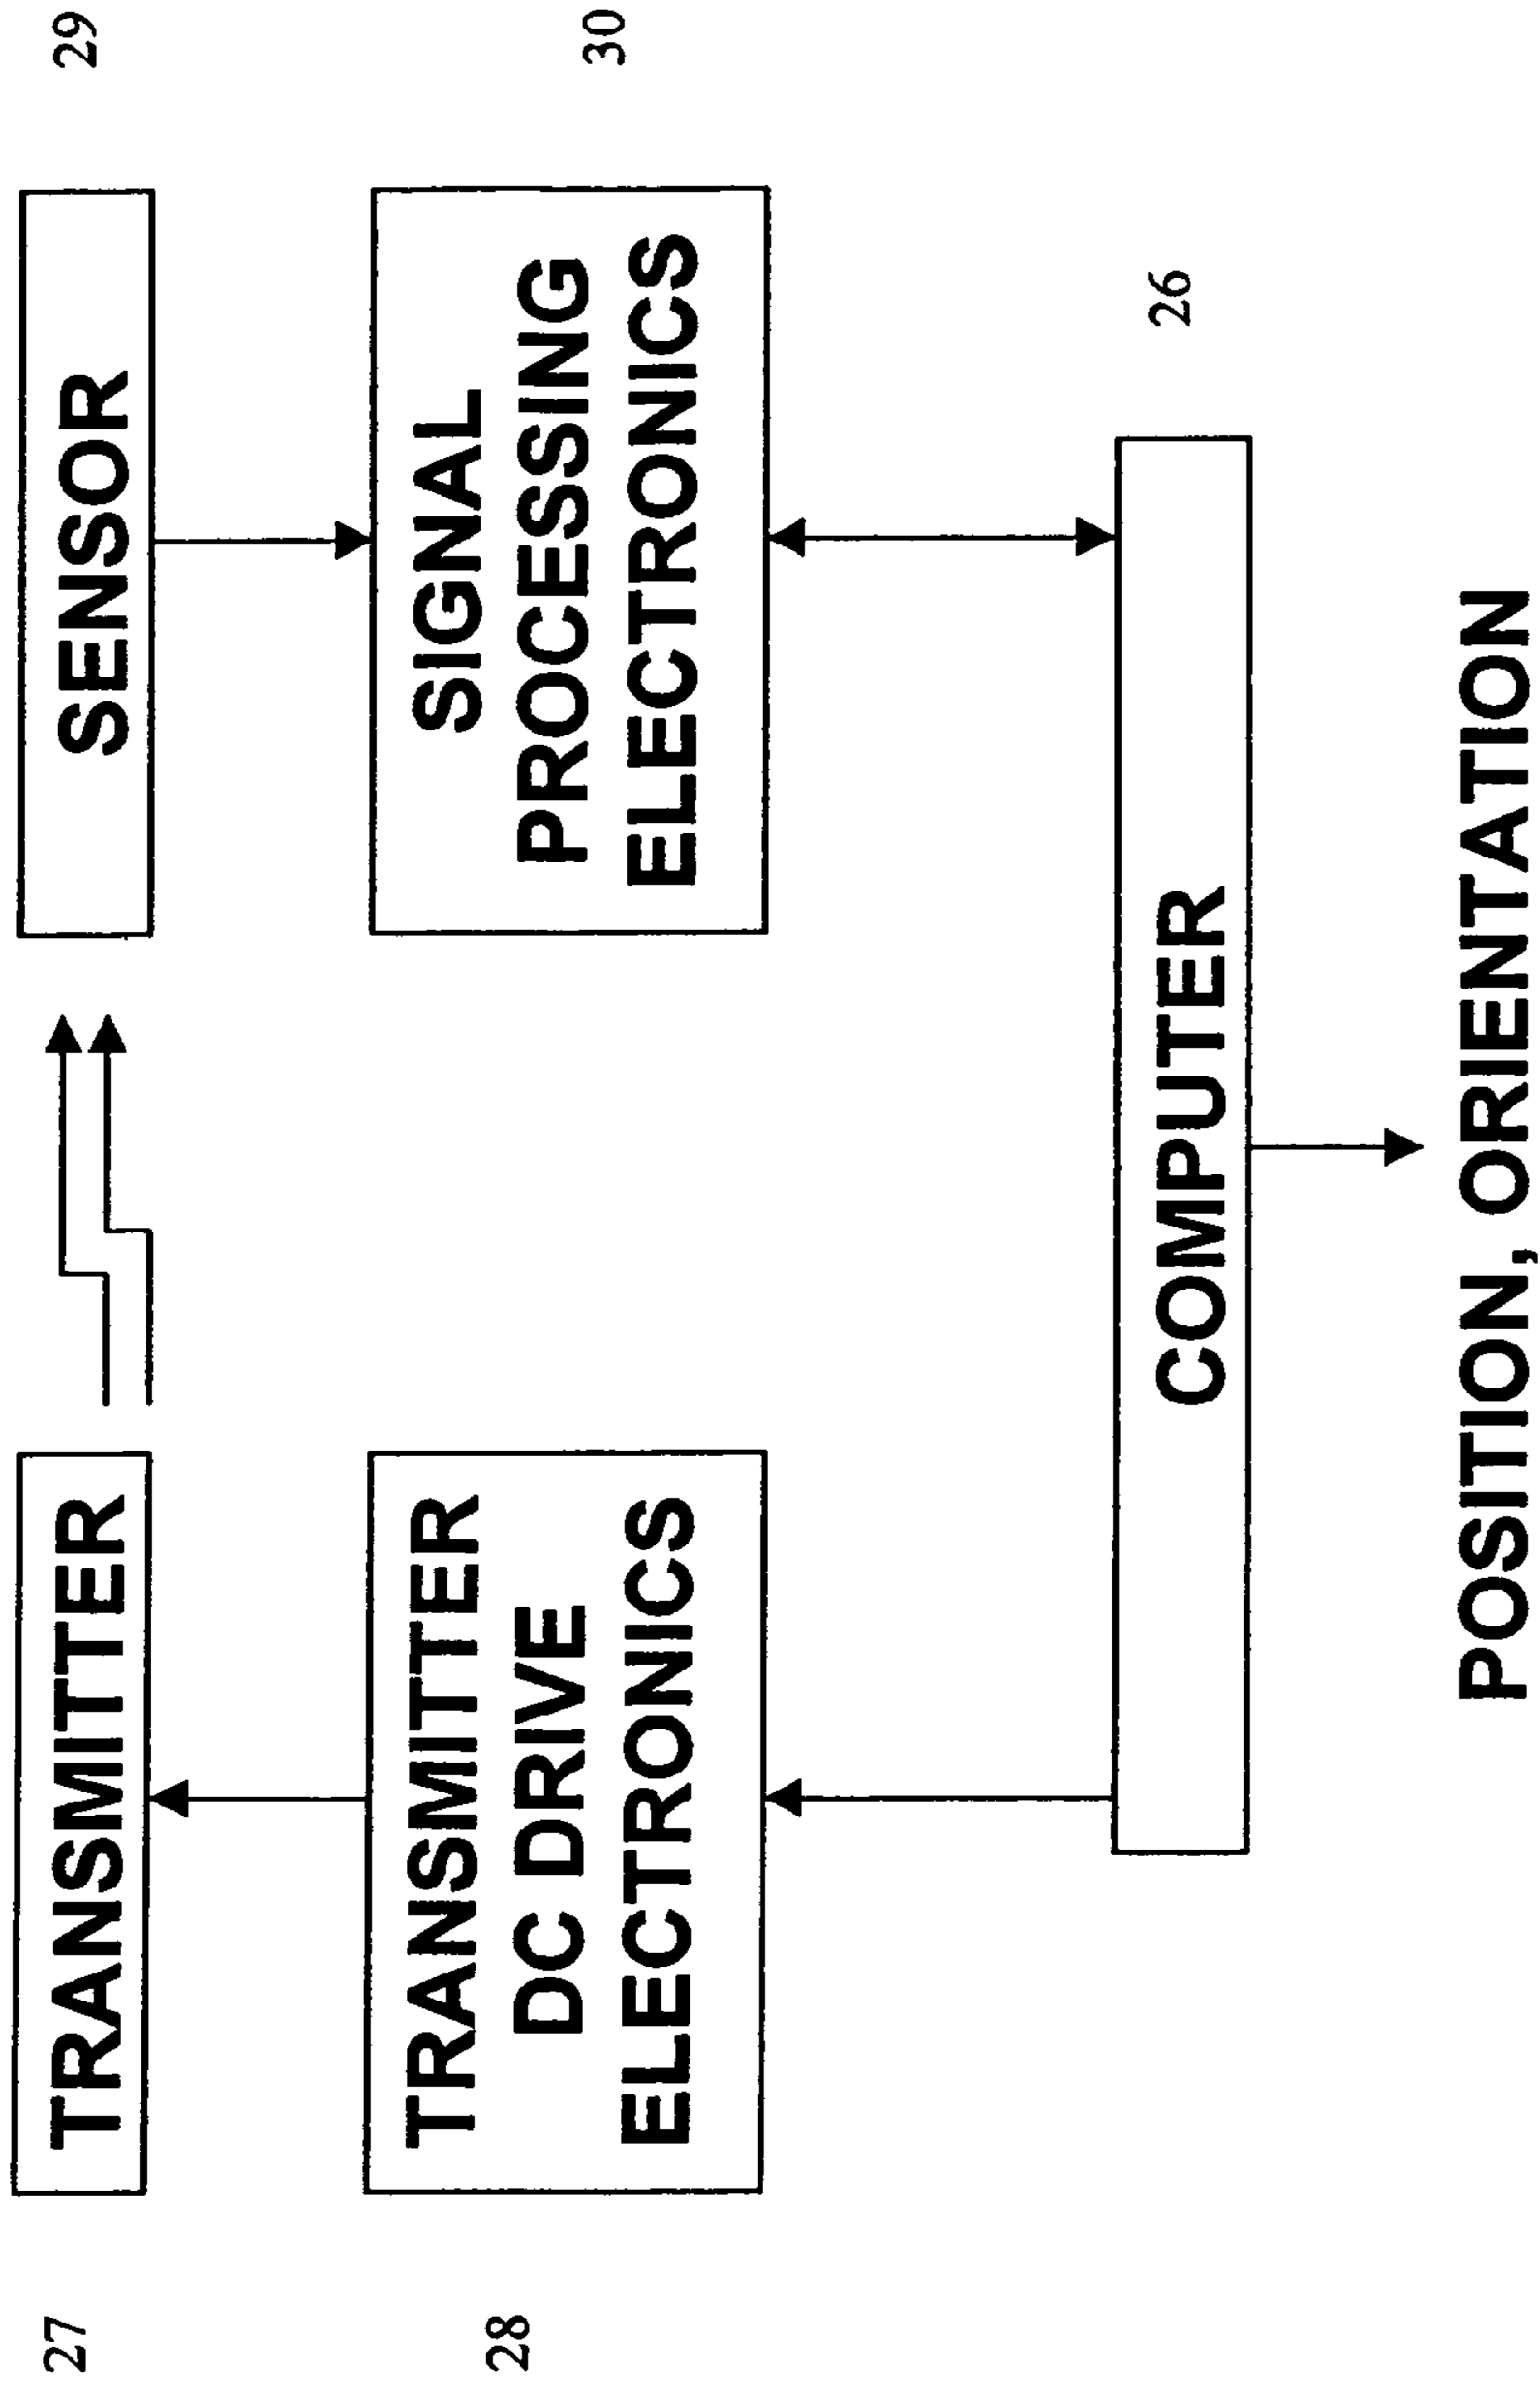 27
TRANSMITTER
SENSOR
29
28
TRANSMITTER
DC DRIVE
ELECTRONICS
SIGNAL
PROCESSING
ELECTRONICS
30
COMPUTER
26
POSITION, ORIENTATION